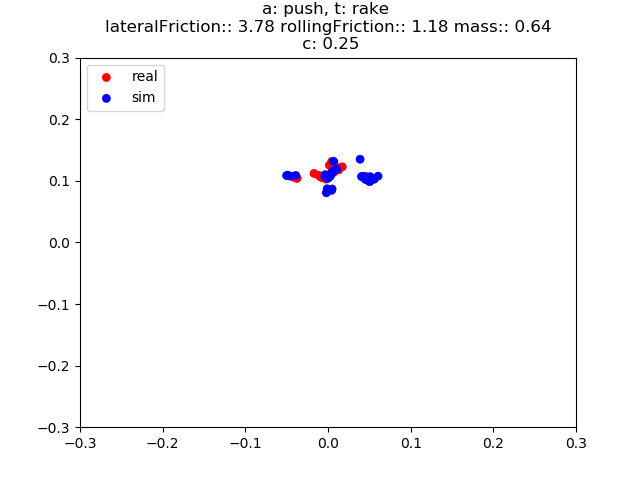 a: push, t: rake
lateralFriction:: 3.78 rollingFriction:: 1.18 mass:: 0.64
c: 0.25
real
sim
0.3
0.2
0.1
0.0
−0.1
−0.2
−0.3
−0.3 −0.2 −0.1 0.0 0.1 0.2 0.3